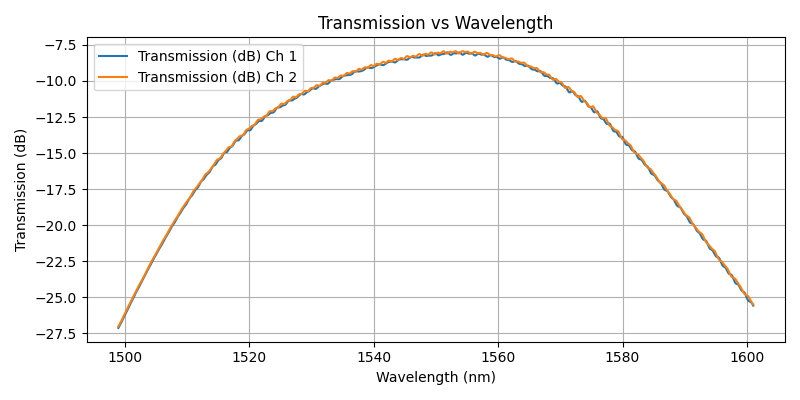 Transmission vs Wavelength
Transmission (dB) Ch 1
Transmission (dB) Ch 2
Transmission (dB)
−7.5
−10.0
−12.5
−15.0
−17.5
−20.0
−22.5
−25.0
−27.5
1500 1520 1540 1560 1580 1600
Wavelength (nm)